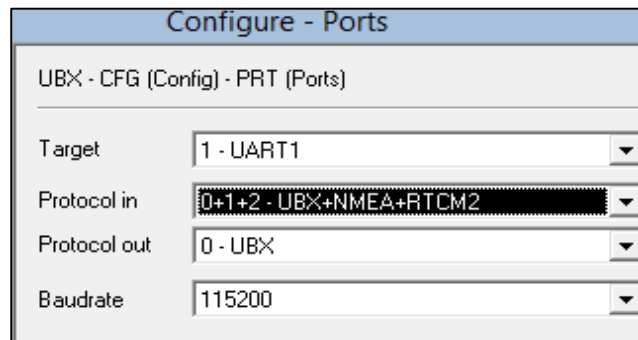 Configure - Ports
UBX - CFG (Config) - PRT (Ports)
Target 1 - UART1
Protocol in 0+1+2 - UBX+NMEA+RTCM2
Protocol out 0 - UBX
Baudrate 115200